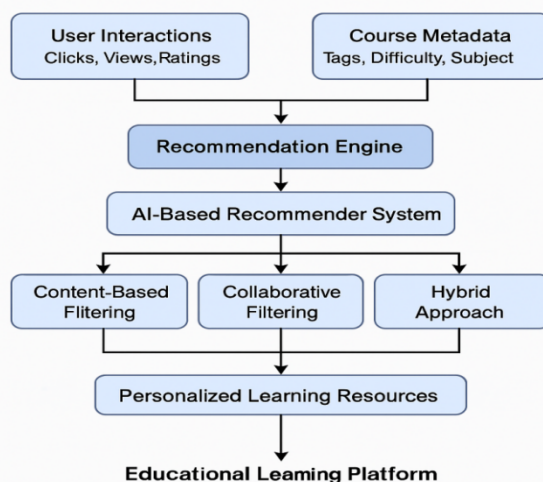 User Interactions
Clicks, Views,Ratings
Course Metadata
Tags, Difficulty, Subject
Recommendation Engine
AI-Based Recommender System
Content-Based
Flitering
Collaborative
Filtering
Hybrid
Approach
Personalized Learning Resources
Educational Leaming Platform